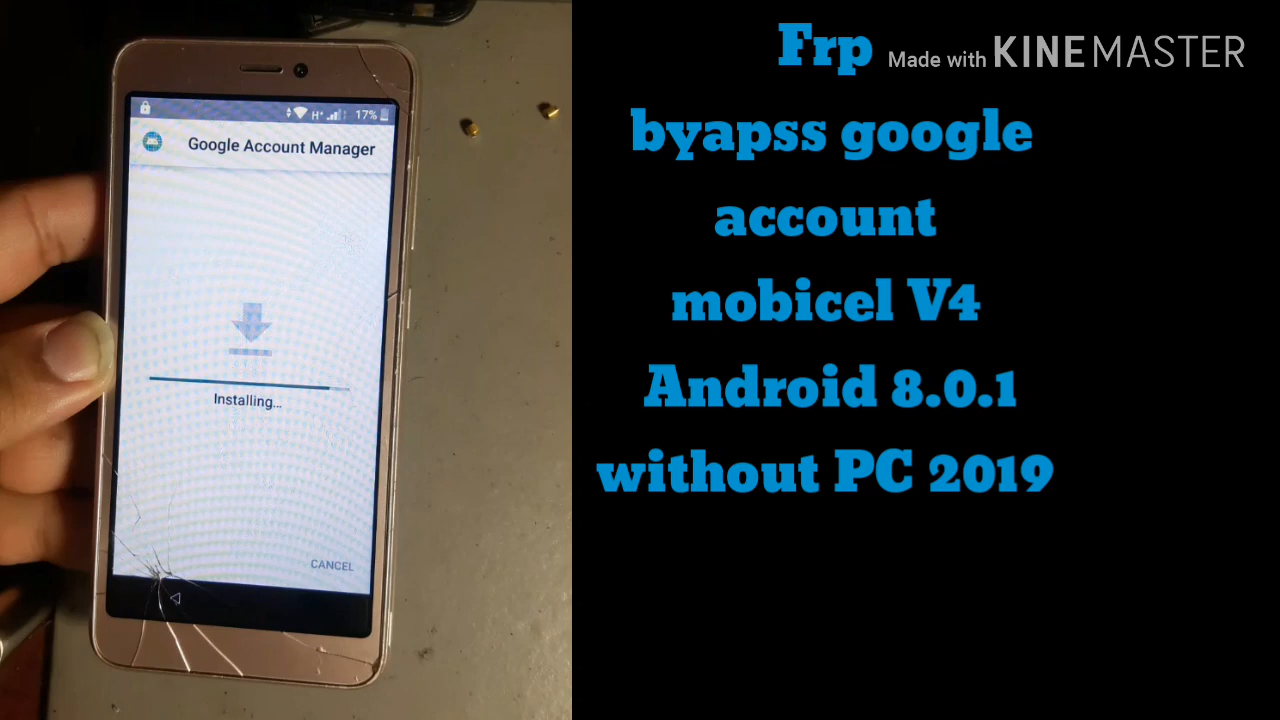 17%
Google Account Manager
Installing...
CANCEL
Frp
Made with KINEMASTER
byapss google
account
mobicel V4
Android 8.0.1
without PC 2019